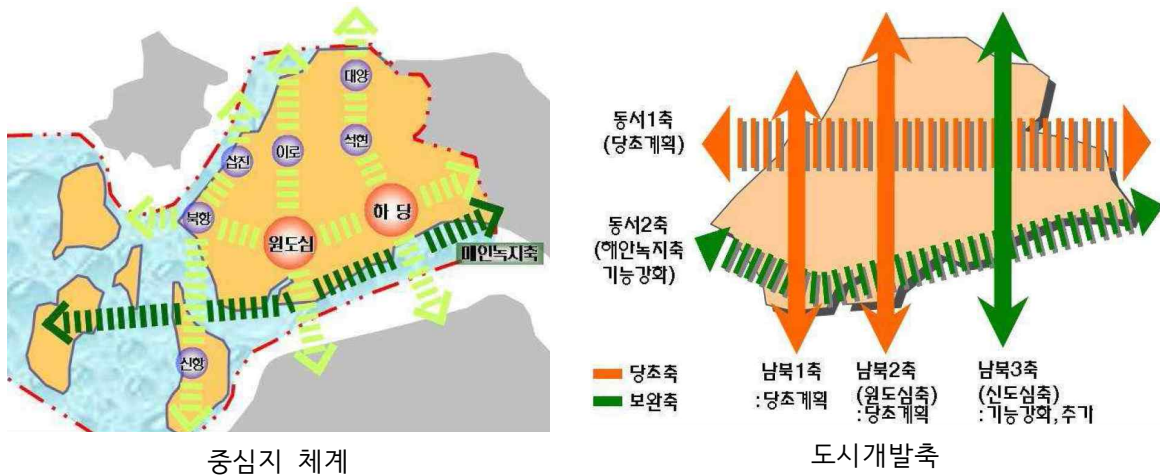 대양
삽진
이로
석현
북항
원도심
하 당
메인녹지축
신항
중심지 체계
동서1축
(당초계획)
동서2축
(해안녹지축
기능강화)
당초축
보완축
남북1축
:당초계획
남북2축
(원도심축)
:당초계획
남북3축
(신도심축)
:기능강화,추가
도시개발축